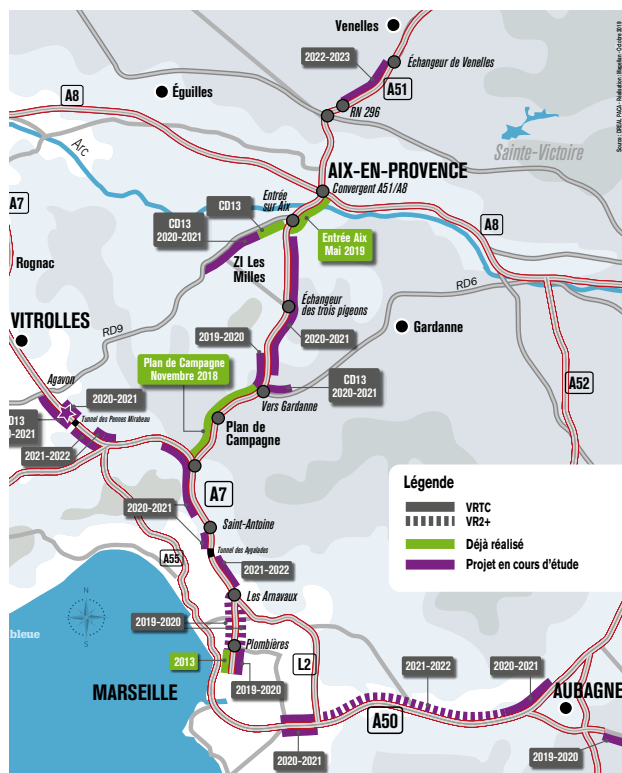 Venelles
2022-2023
Échangeur de Venelles
A51
A8
Éguilles
RN 296
Source : DREAL PACA - Réalisation : Magellan - Octobre 2018
Arc
Sainte-Victoire
AIX-EN-PROVENCE
Convergent A51/A8
A7
Entrée
sur Aix
CD13
CD13
2020-2021
Entrée Aix
Mai 2019
A8
Rognac
ZI Les
Milles
RD6
Échangeur
des trois pigeons
VITROLLES
RD9
Gardanne
2019-2020
2020-2021
Plan de Campagne
Novembre 2018
Agavon
CD13
2020-2021
A52
2020-2021
Vers Gardanne
Tunnel des Pennes Mirabeau
Plan de
Campagne
2021-2022
Légende
VRTC
VR2+
Déjà réalisé
Projet en cours d'étude
A7
2020-2021
Saint-Antoine
Tunnel des Aygalades
A55
2021-2022
Les Arnavaux
2019-2020
bleue
Plombières
2013
L2
2019-2020
2021-2022
2020-2021
MARSEILLE
AUBAGNE
A50
2020-2021
2019-2020